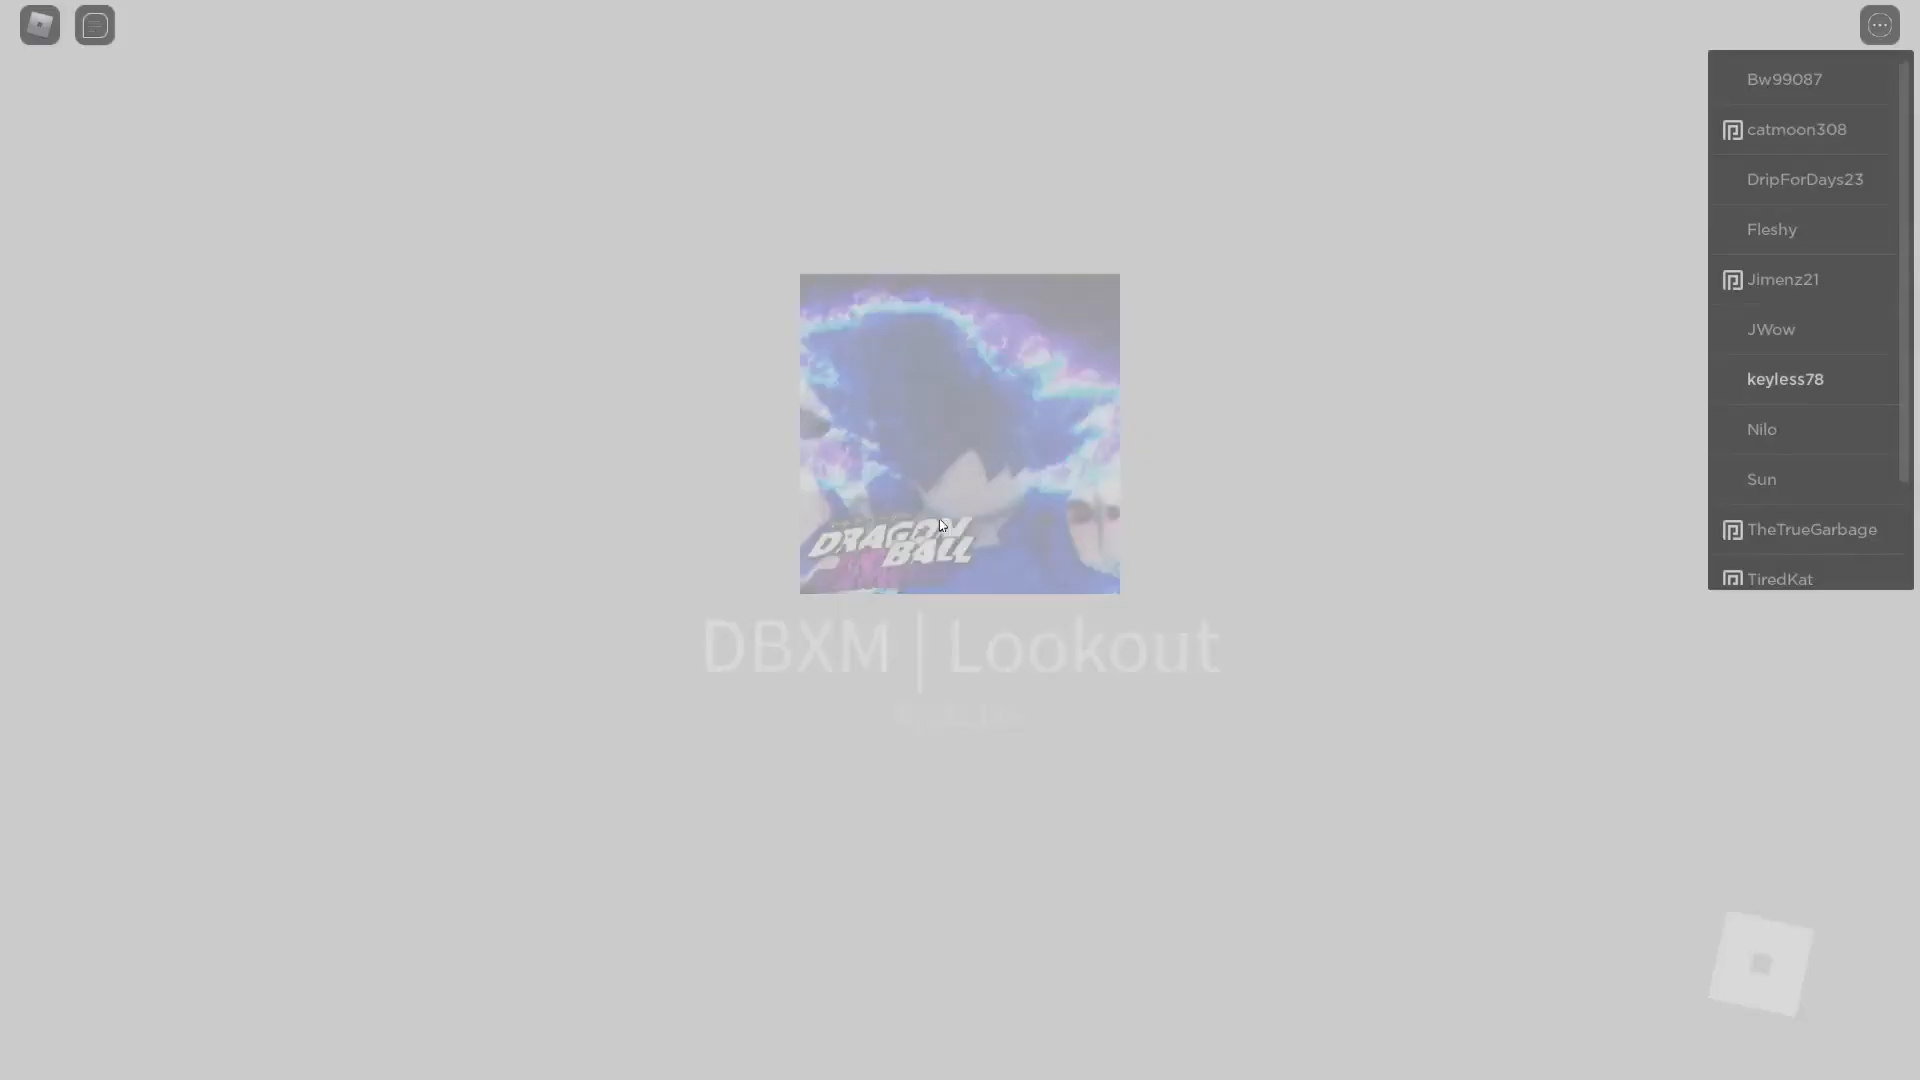 Bw99087
catmoon308
DripForDays23
Fleshy
Jimenz21
JWow
keyless78
Nilo
Sun
TheTrueGarbage
TiredKat
DRAGON
BALL
DBXM | Lookout